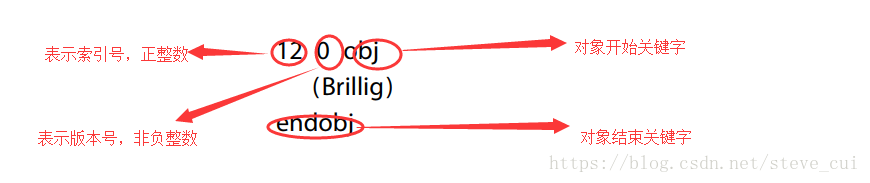 表示索引号，正整数
12 0 obj
对象开始关键字
(Brillig)
表示版本号，非负整数
endobj
对象结束关键字
https://blog.csdn.net/steve_cui